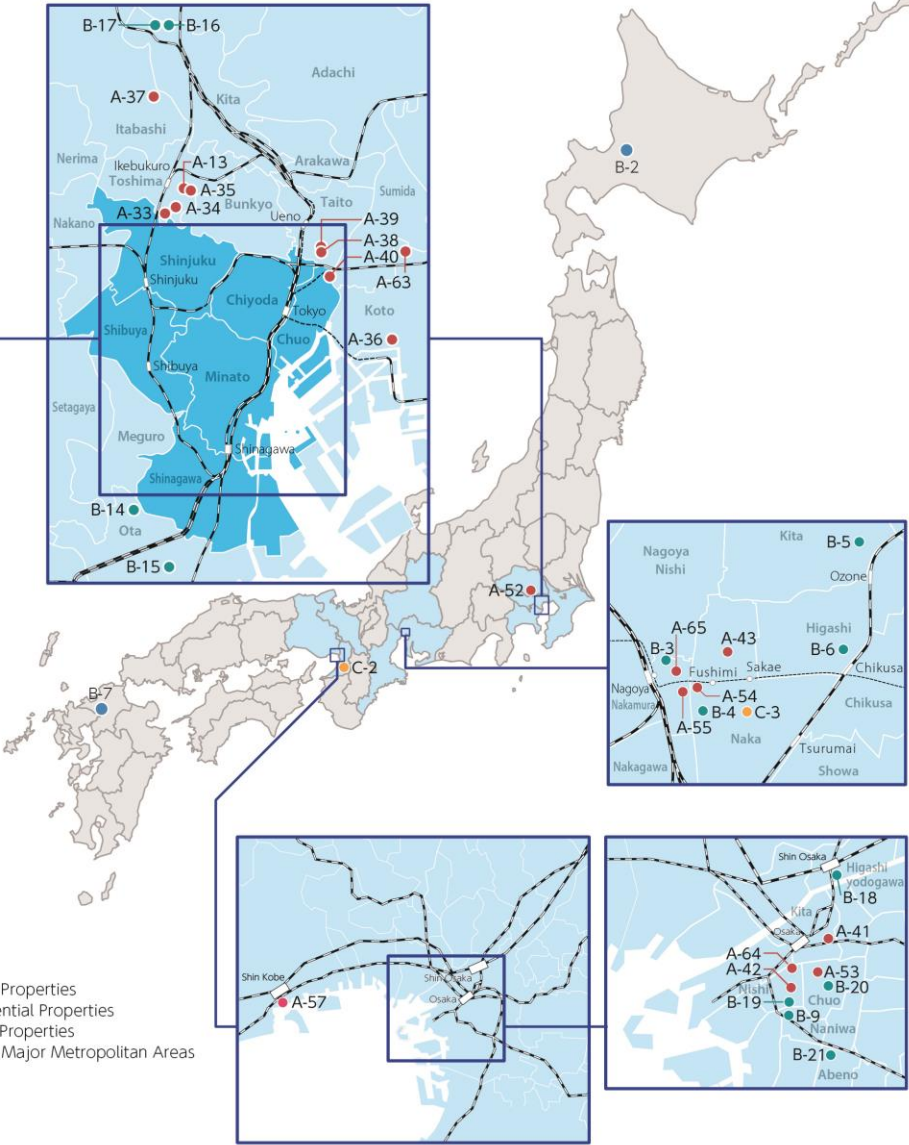 B-17
B-16
Adachi
A-37
Kita
Itabashi
Nerima
Ikebukuro
A-13
Arakawa
Toshima
A-35
Bunkyo
Taito
Sumida
A-33
A-34
Ueno
Nakano
A-39
A-38
A-40
Shinjuku
Shinjuku
A-63
Chiyoda
Tokyo
Koto
Shibuya
Chuo
A-36
Shibuya
Minato
Setagaya
Meguro
Shinagawa
Shinagawa
B-14
Ota
B-15
B-2
A-52
C-2
B-7
Kita
B-5
Nagoya
Nishi
Ozone
A-65
A-43
Higashi
B-3
B-6
Fushimi
Sakae
Chikusa
Nagoya
A-54
Nakamura
B-4
C-3
Chikusa
A-55
Naka
Tsurumai
Nakagawa
Showa
Shin Kobe
A-57
Shin Osaka
Osaka
Shin Osaka
Higashi
yodogawa
B-18
Kita
Osaka
A-41
A-64
A-42
A-53
Nishi
B-20
B-19
Chuo
B-9
Naniwa
B-21
Abeno
Properties
ential Properties
Properties
Major Metropolitan Areas